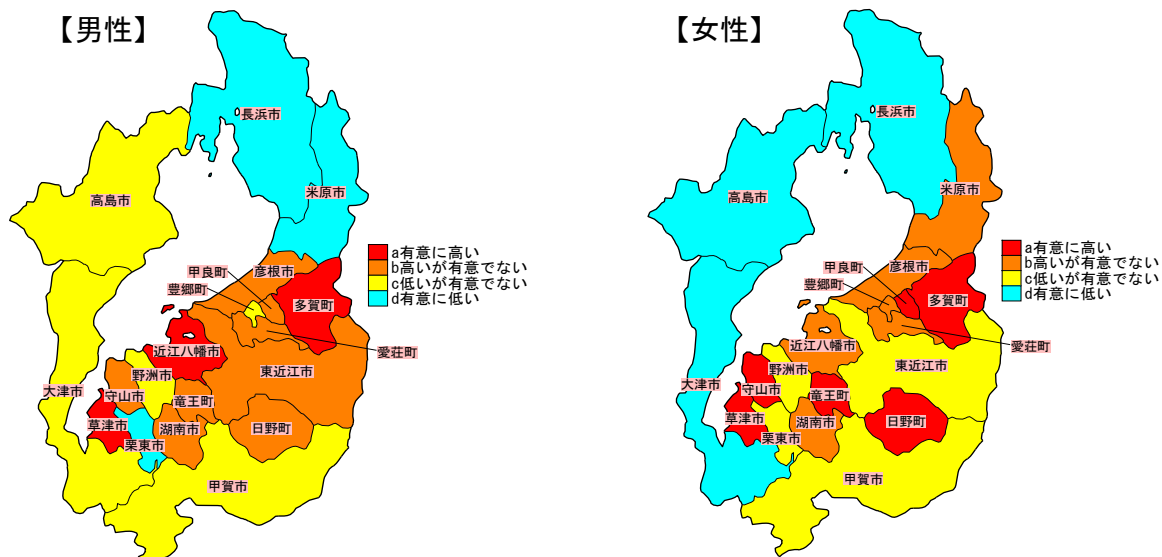 【男性】
長浜市
米原市
高島市
a有意に高い
b高いが有意でない
c低いが有意でない
d有意に低い
彦根市
甲良町
豊郷町
多賀町
愛荘町
近江八幡市
東近江市
野洲市
大津市
守山市
竜王町
草津市
湖南市
日野町
栗東市
甲賀市
【女性】
長浜市
米原市
高島市
a有意に高い
b高いが有意でない
c低いが有意でない
d有意に低い
彦根市
甲良町
豊郷町
多賀町
愛荘町
近江八幡市
東近江市
野洲市
大津市
守山市
竜王町
草津市
湖南市
日野町
栗東市
甲賀市